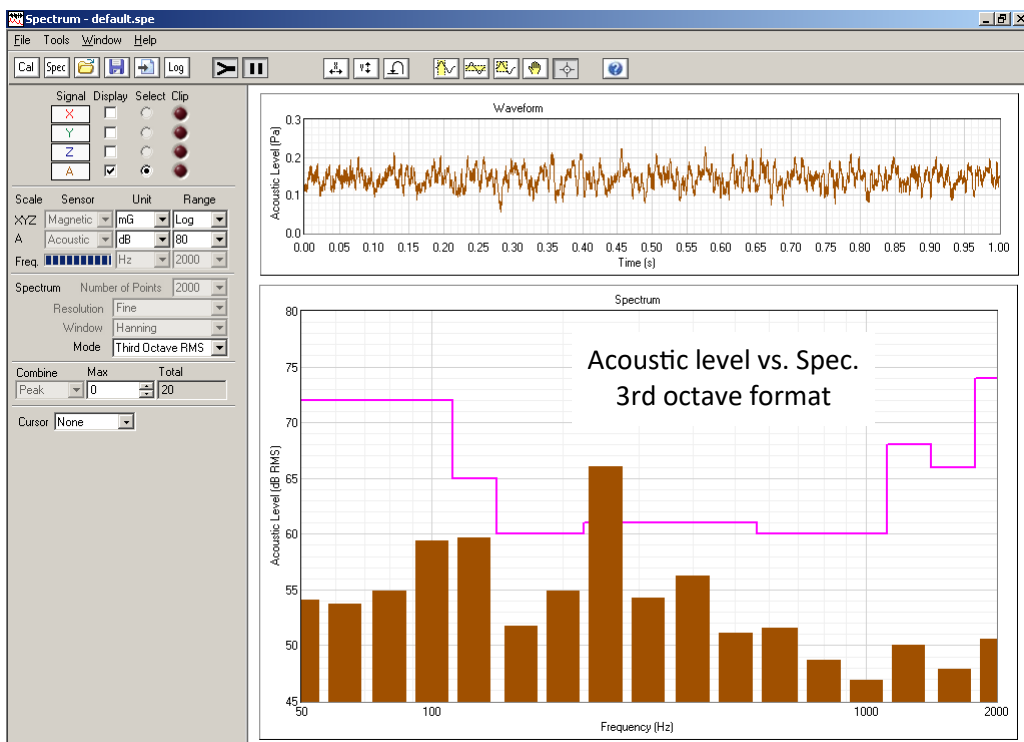 Spectrum - default.spe
File Tools Window Help
Cal Spec Log
Signal Display Select Clip
X
Y
Z
A
Scale Sensor Unit Range
XYZ Magnetic mG Log
A Acoustic dB 80
Freq. Hz 2000
Spectrum Number of Points 2000
Resolution Fine
Window Hanning
Mode Third Octave RMS
Combine Max Total
Peak 0 20
Cursor None
Waveform
Acoustic Level (Pa)
0.3
0.2
0.1
0.0
0.00 0.05 0.10 0.15 0.20 0.25 0.30 0.35 0.40 0.45 0.50 0.55 0.60 0.65 0.70 0.75 0.80 0.85 0.90 0.95 1.00
Time (s)
Spectrum
Acoustic level vs. Spec.
3rd octave format
Acoustic Level (dB RMS)
80
75
70
65
60
55
50
45
50 100 1000 2000
Frequency (Hz)